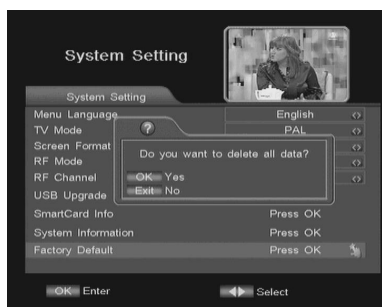 System Setting
System Setting
Menu Language English
TV Mode PAL
Screen Format
RF Mode
RF Channel
USB Upgrade
Do you want to delete all data?
OK Yes
Exit No
SmartCard Info Press OK
System Information Press OK
Factory Default Press OK
OK Enter Select